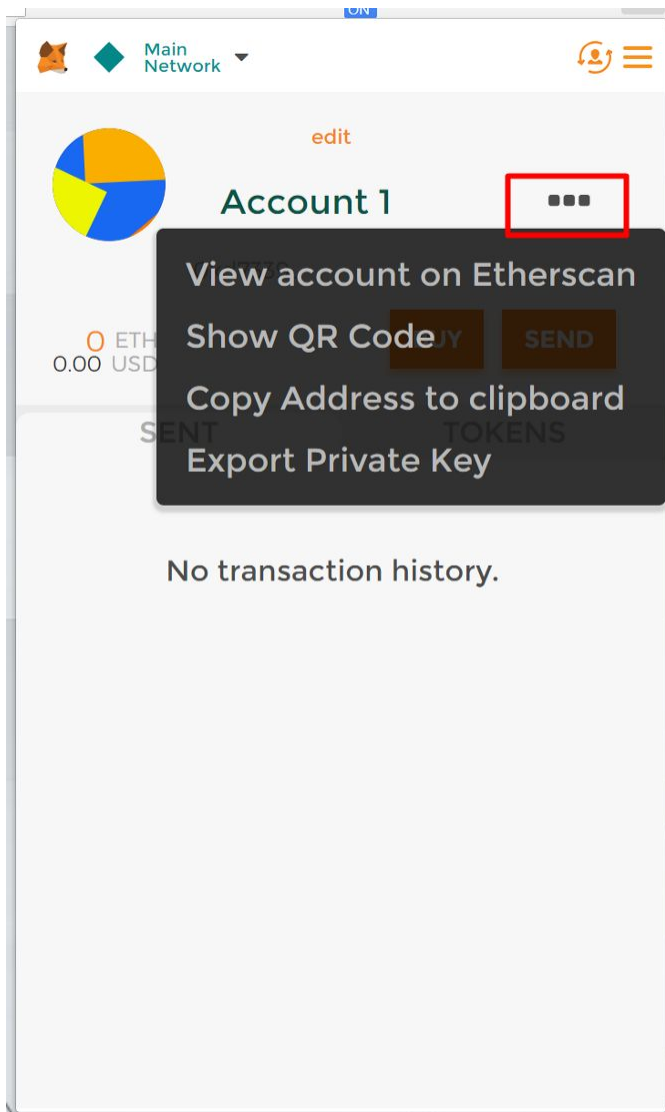 ON
Main
Network
edit
Account 1
View account on Etherscan
0 ETH
Show QR Code
BUY
SEND
0.00 USD
Copy Address to clipboard
SENT
TOKENS
Export Private Key
No transaction history.